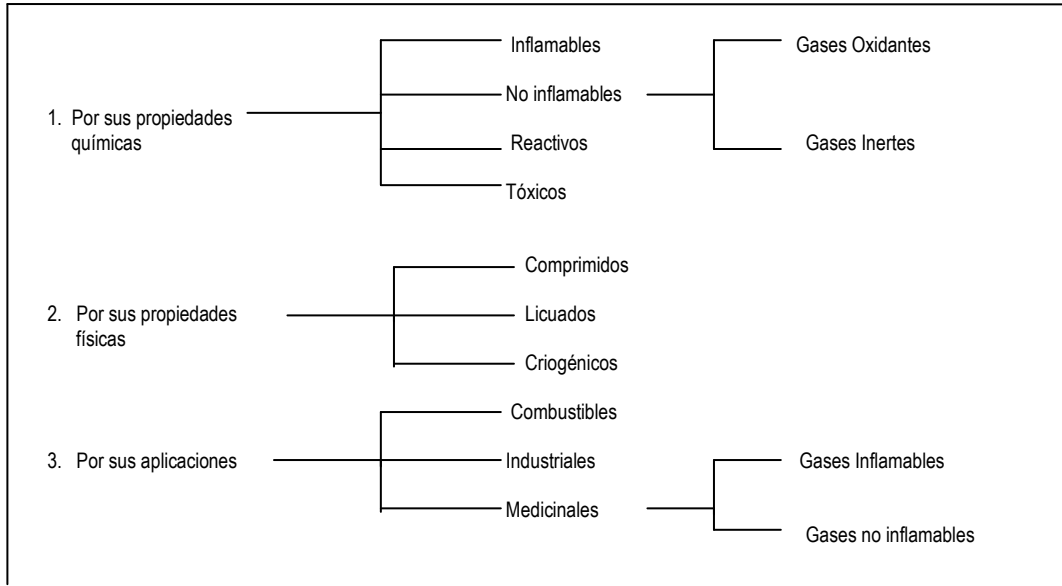 Inflamables
Gases Oxidantes
No inflamables
1. Por sus propiedades
químicas
Reactivos
Gases Inertes
Tóxicos
Comprimidos
2. Por sus propiedades
físicas
Licuados
Criogénicos
Combustibles
3. Por sus aplicaciones
Industriales
Gases Inflamables
Medicinales
Gases no inflamables